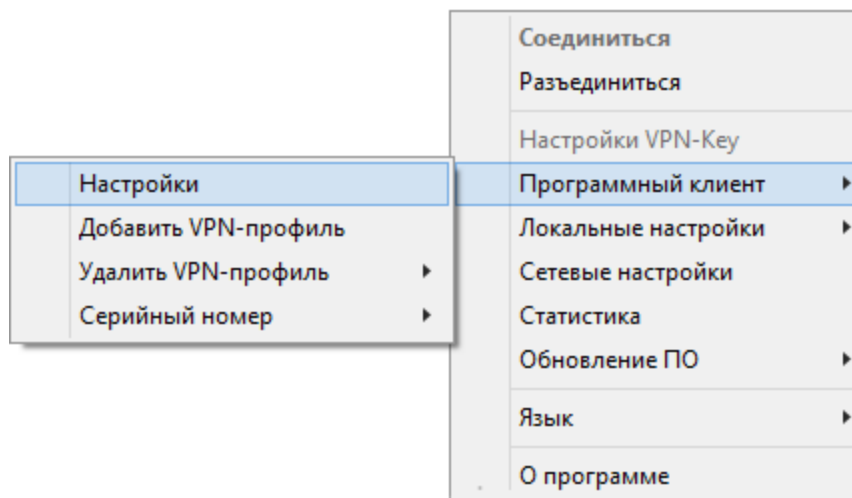 Соединиться
Разъединиться
Настройки VPN-Key
Программный клиент
Локальные настройки
Сетевые настройки
Статистика
Обновление ПО
Язык
О программе
Настройки
Добавить VPN-профиль
Удалить VPN-профиль
Серийный номер